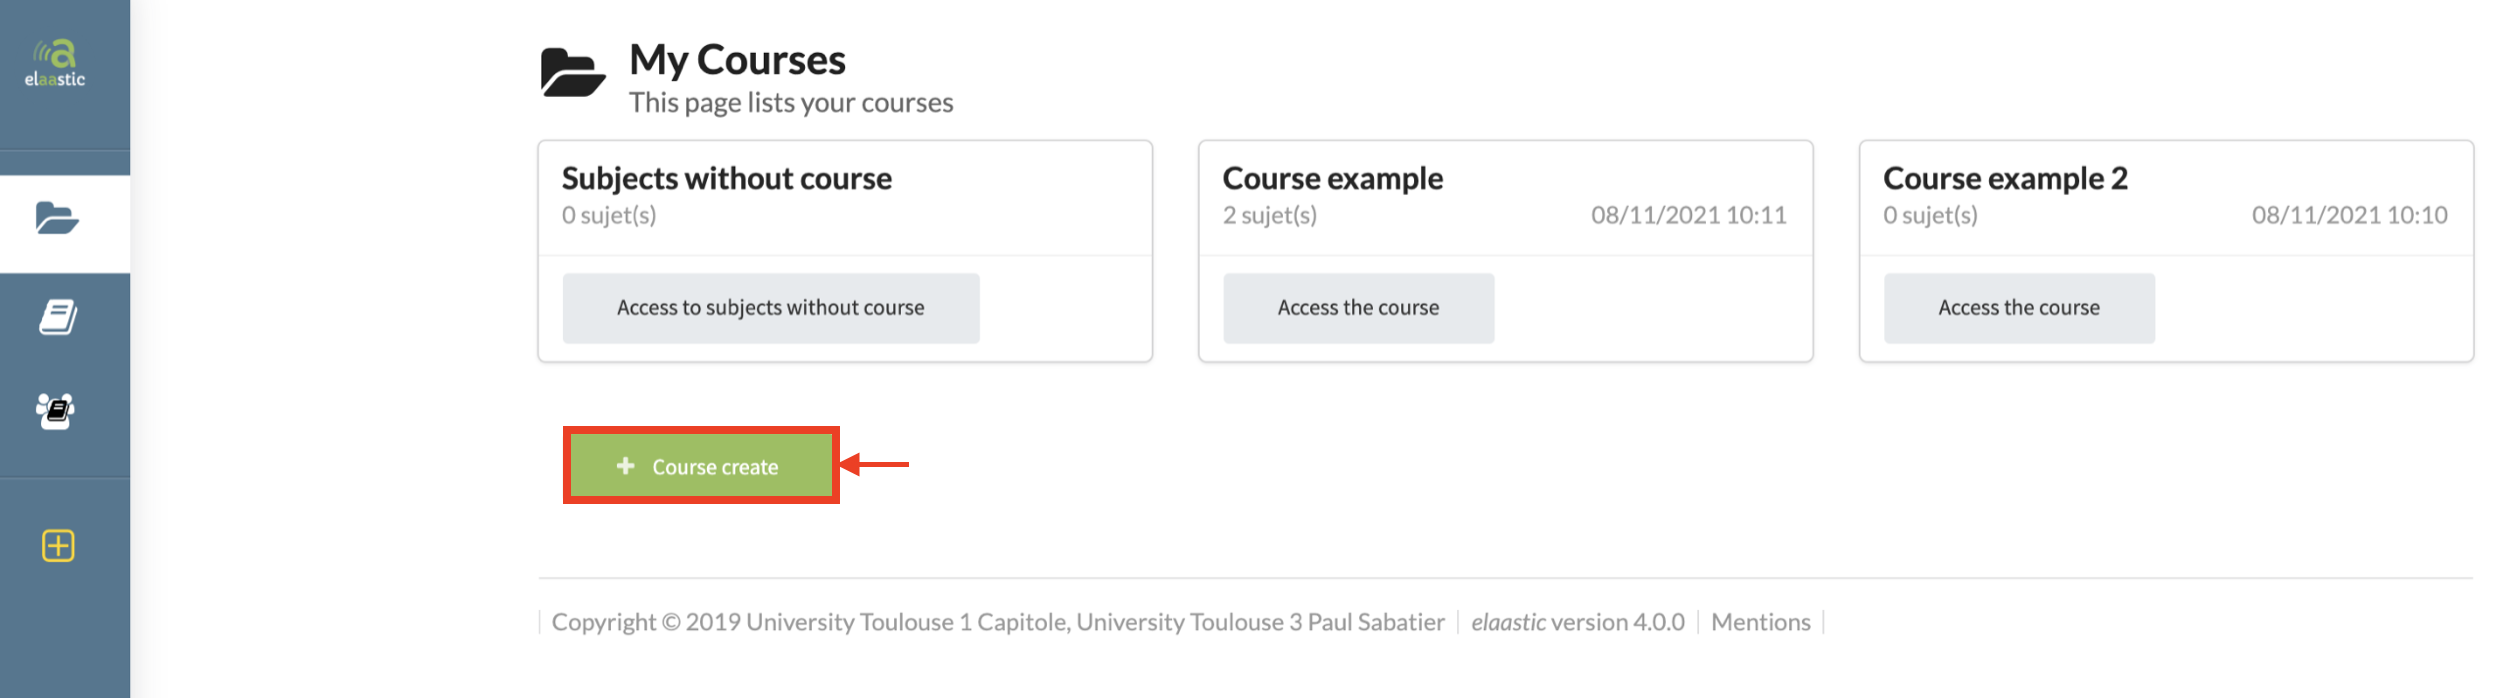 elaastic
My Courses
This page lists your courses
Subjects without course
0 sujet(s)
Access to subjects without course
Course example
2 sujet(s) 08/11/2021 10:11
Access the course
Course example 2
0 sujet(s) 08/11/2021 10:10
Access the course
+ Course create
Copyright © 2019 University Toulouse 1 Capitole, University Toulouse 3 Paul Sabatier | elaastic version 4.0.0 | Mentions